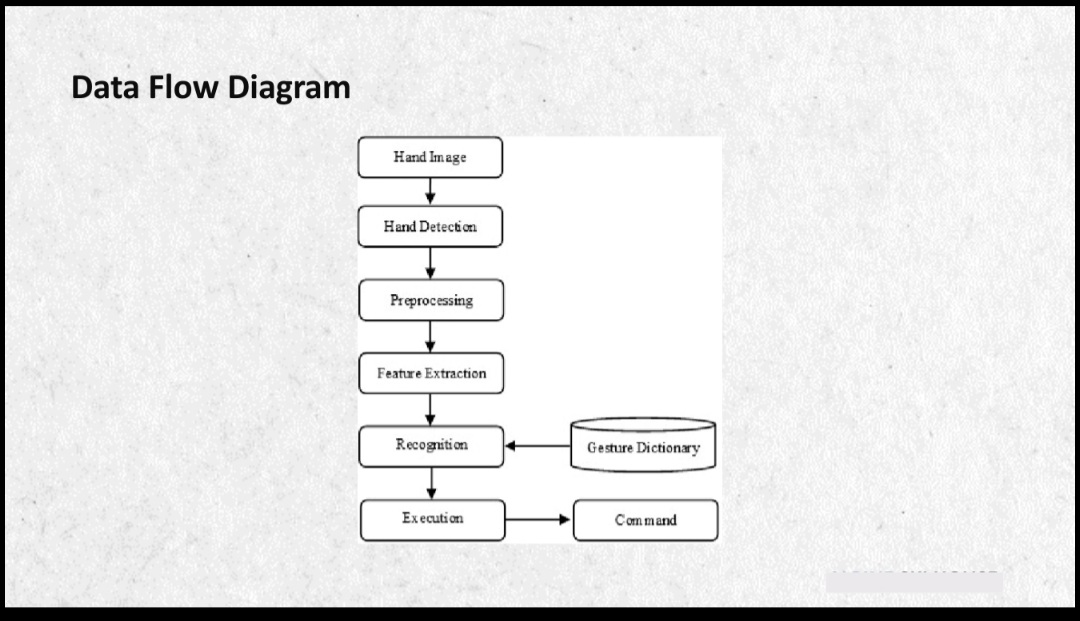 Data Flow Diagram
Hand Image
Hand Detection
Preprocessing
Feature Extraction
Recognition
Gesture Dictionary
Execution
Command